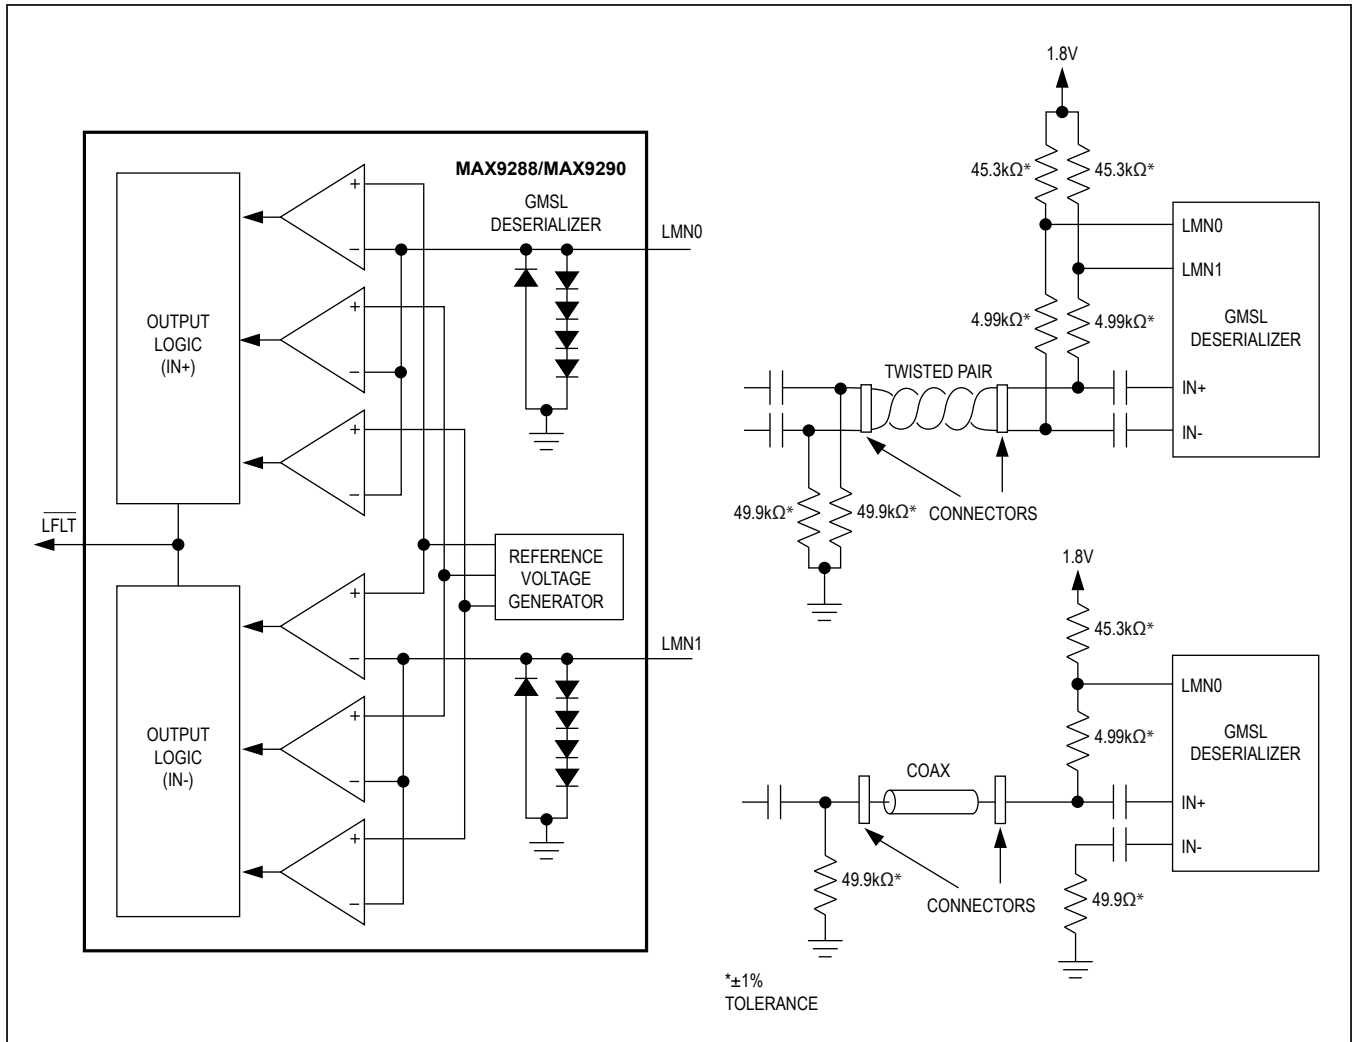 MAX9288/MAX9290
GMSL
DESERIALIZER
LMN0
+
−
+
−
+
−
OUTPUT
LOGIC
(IN+)
LFLT
REFERENCE
VOLTAGE
GENERATOR
LMN1
+
−
+
−
+
−
OUTPUT
LOGIC
(IN-)
1.8V
45.3kΩ*
45.3kΩ*
LMN0
LMN1
4.99kΩ*
4.99kΩ*
GMSL
DESERIALIZER
TWISTED PAIR
IN+
IN-
49.9kΩ*
49.9kΩ*
CONNECTORS
1.8V
45.3kΩ*
LMN0
4.99kΩ*
GMSL
DESERIALIZER
COAX
IN+
IN-
49.9kΩ*
CONNECTORS
49.9Ω*
*±1%
TOLERANCE